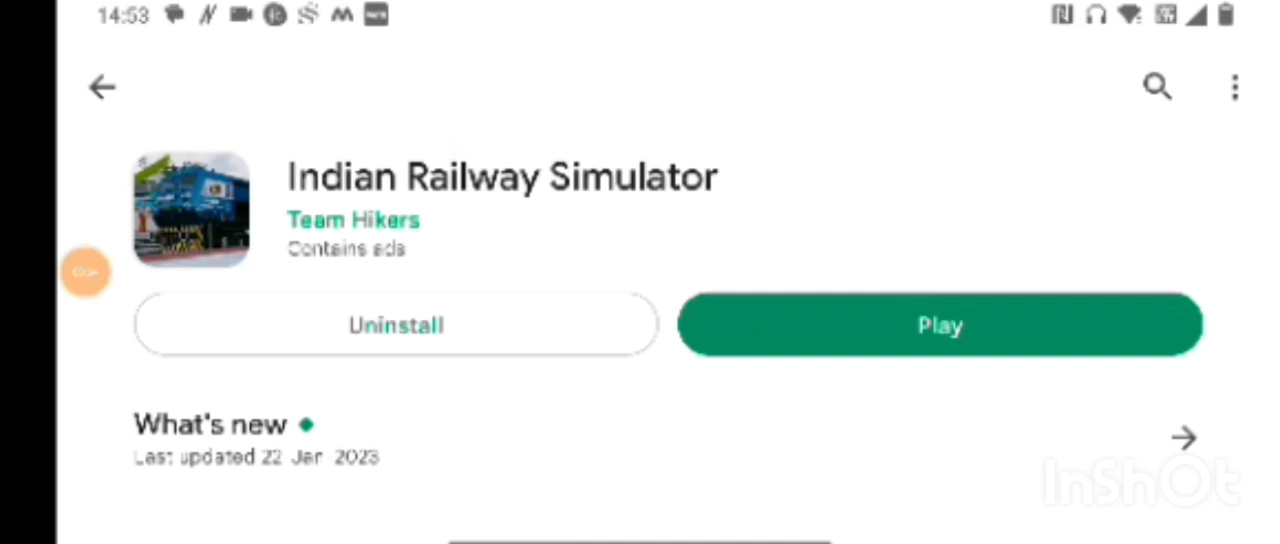 14:53
Indian Railway Simulator
Team Hikers
Contains ads
Uninstall
Play
What's new
Last updated 22 Jan 2023
InShOt